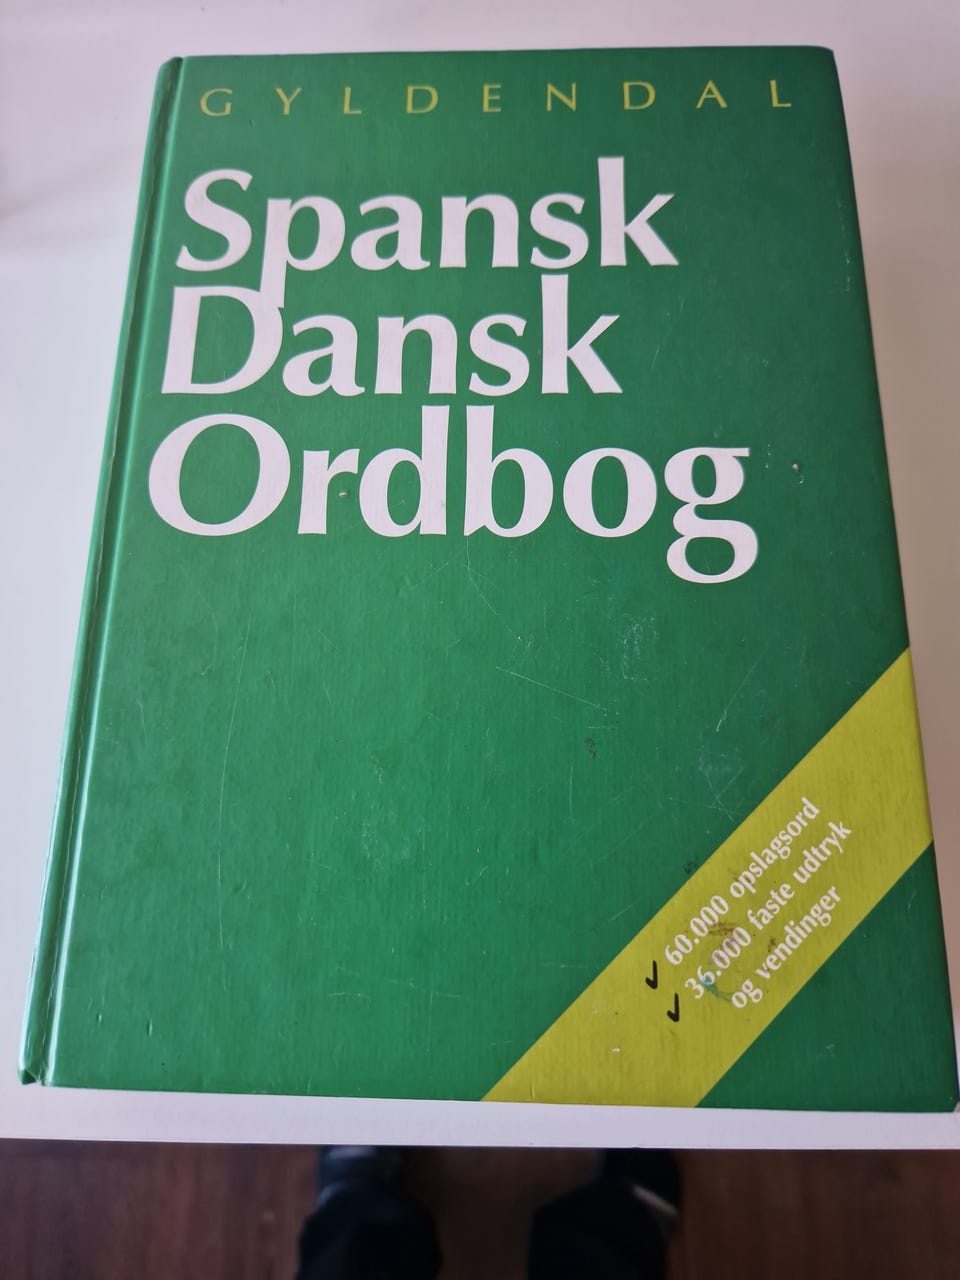 GYLDENDAL
Spansk
Dansk
Ordbog
60.000 opslagsord
36.000 faste udtryk
og vendinger